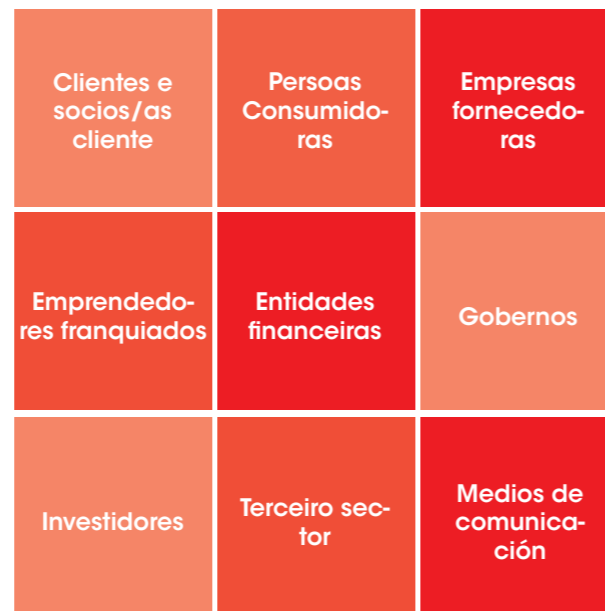 Clientes e
socios/as
cliente
Persoas
Consumido-
ras
Empresas
fornecedo-
ras
Emprendedo-
res franquiados
Entidades
financeiras
Gobernos
Investidores
Terceiro sec-
tor
Medios de
comunica-
ción